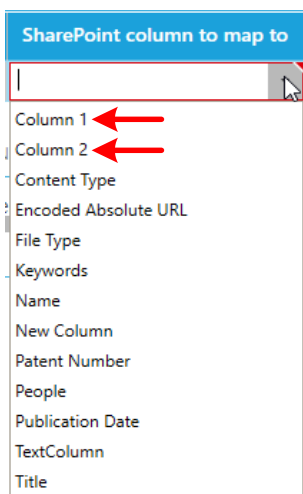 SharePoint column to map to
Column 1
Column 2
Content Type
Encoded Absolute URL
File Type
Keywords
Name
New Column
Patent Number
People
Publication Date
TextColumn
Title